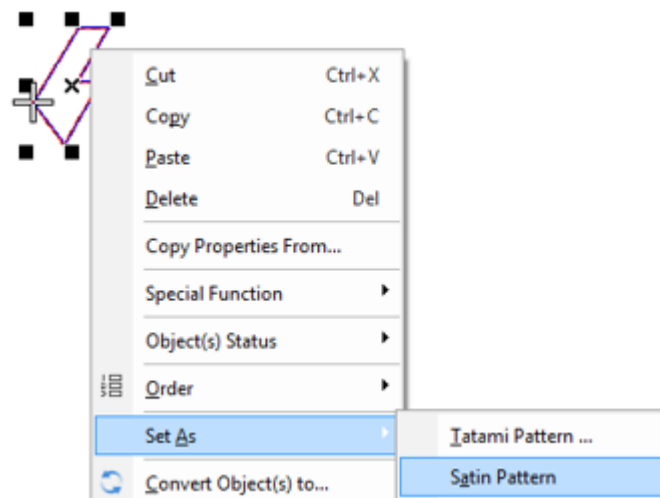 Cut Ctrl+X
Copy Ctrl+C
Paste Ctrl+V
Delete Del
Copy Properties From...
Special Function
Object(s) Status
Order
Set As
Tatami Pattern ...
Satin Pattern
Convert Object(s) to...